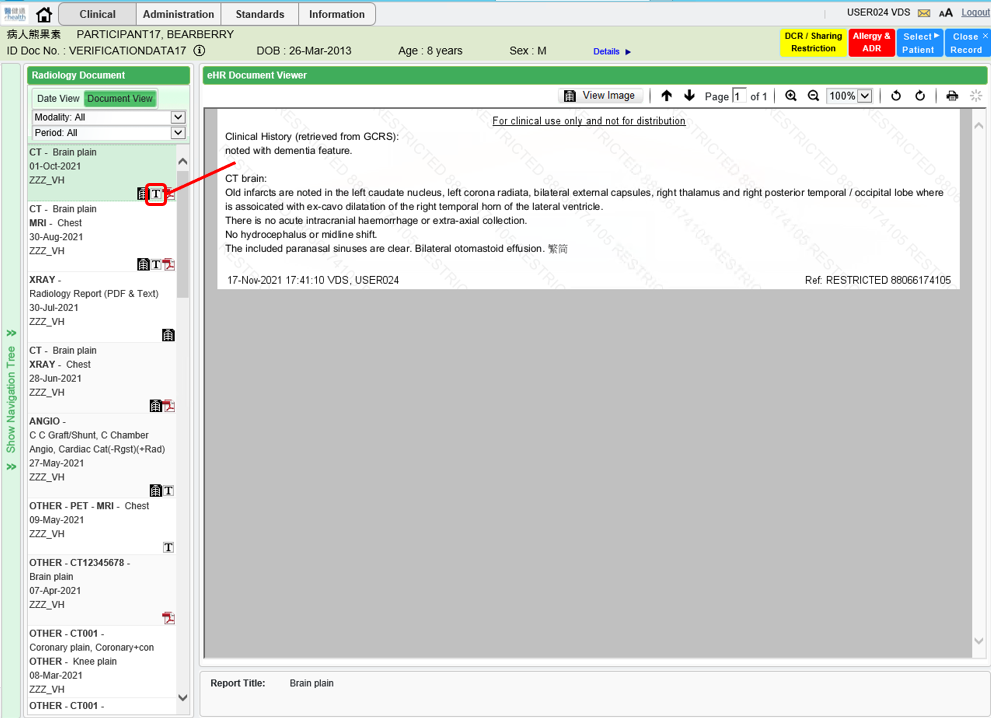 醫健通
eHealth
Clinical
Administration
Standards
Information
USER024 VDS
AA
Logout
病人熊果素 PARTICIPANT17, BEARBERRY
ID Doc No. : VERIFICATIONDATA17
DOB : 26-Mar-2013
Age : 8 years
Sex : M
Details
DCR / Sharing
Restriction
Allergy &
ADR
Select
Patient
Close ×
Record
Radiology Document
Date View
Document View
Modality: All
Period: All
CT - Brain plain
01-Oct-2021
ZZZ_VH
T
CT - Brain plain
MRI - Chest
30-Aug-2021
ZZZ_VH
T
XRAY -
Radiology Report (PDF & Text)
30-Jul-2021
ZZZ_VH
CT - Brain plain
XRAY - Chest
28-Jun-2021
ZZZ_VH
ANGIO -
C C Graft/Shunt, C Chamber
Angio, Cardiac Cat(-Rgst)(+Rad)
27-May-2021
ZZZ_VH
T
OTHER - PET - MRI - Chest
09-May-2021
ZZZ_VH
T
OTHER - CT12345678 -
Brain plain
07-Apr-2021
ZZZ_VH
OTHER - CT001 -
Coronary plain, Coronary+con
OTHER - Knee plain
08-Mar-2021
ZZZ_VH
OTHER - CT001 -
Show Navigation Tree
eHR Document Viewer
View Image
Page 1 of 1
100%
For clinical use only and not for distribution
Clinical History (retrieved from GCRS):
noted with dementia feature.
CT brain:
Old infarcts are noted in the left caudate nucleus, left corona radiata, bilateral external capsules, right thalamus and right posterior temporal / occipital lobe where
is assoicated with ex-cavo dilatation of the right temporal horn of the lateral ventricle.
There is no acute intracranial haemorrhage or extra-axial collection.
No hydrocephalus or midline shift.
The included paranasal sinuses are clear. Bilateral otomastoid effusion. 繁简
17-Nov-2021 17:41:10 VDS, USER024
Ref: RESTRICTED 88066174105
Report Title: Brain plain